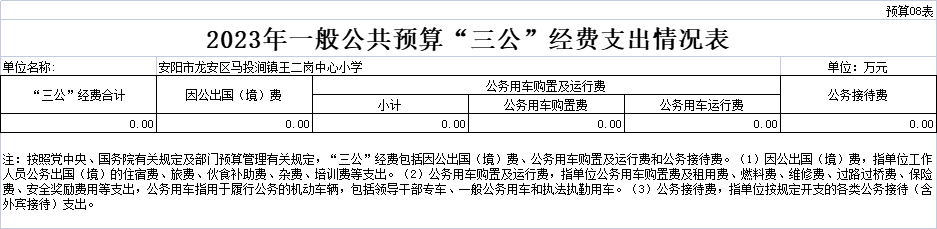 预算08表
2023年一般公共预算“三公”经费支出情况表
单位名称: 安阳市龙安区马投涧镇王二岗中心小学 单位: 万元
“三公”经费合计 因公出国（境）费 公务用车购置及运行费 公务接待费
小计 公务用车购置费 公务用车运行费
0.00 0.00 0.00 0.00 0.00 0.00
注：按照党中央、国务院有关规定及部门预算管理有关规定，“三公”经费包括因公出国（境）费、公务用车购置及运行费和公务接待费。（1）因公出国（境）费，指单位工作
人员公务出国（境）的住宿费、旅费、伙食补助费、杂费、培训费等支出。（2）公务用车购置及运行费，指单位公务用车购置费及租用费、燃料费、维修费、过路过桥费、保险
费、安全奖励费用等支出，公务用车指用于履行公务的机动车辆，包括领导干部专车、一般公务用车和执法执勤用车。（3）公务接待费，指单位按规定开支的各类公务接待（含
外宾接待）支出。